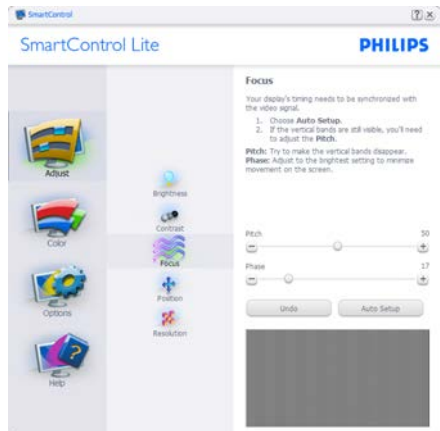 SmartControl
SmartControl Lite
PHILIPS
Adjust
Color
Options
Help
Brightness
Contrast
Focus
Position
Resolution
Focus
Your display's timing needs to be synchronized with
the video signal.
1. Choose Auto Setup.
2. If the vertical bands are still visible, you'll need
to adjust the Pitch.
Pitch: Try to make the vertical bands disappear.
Phase: Adjust to the brightest setting to minimize
movement on the screen.
Pitch 50
Phase 17
Undo Auto Setup